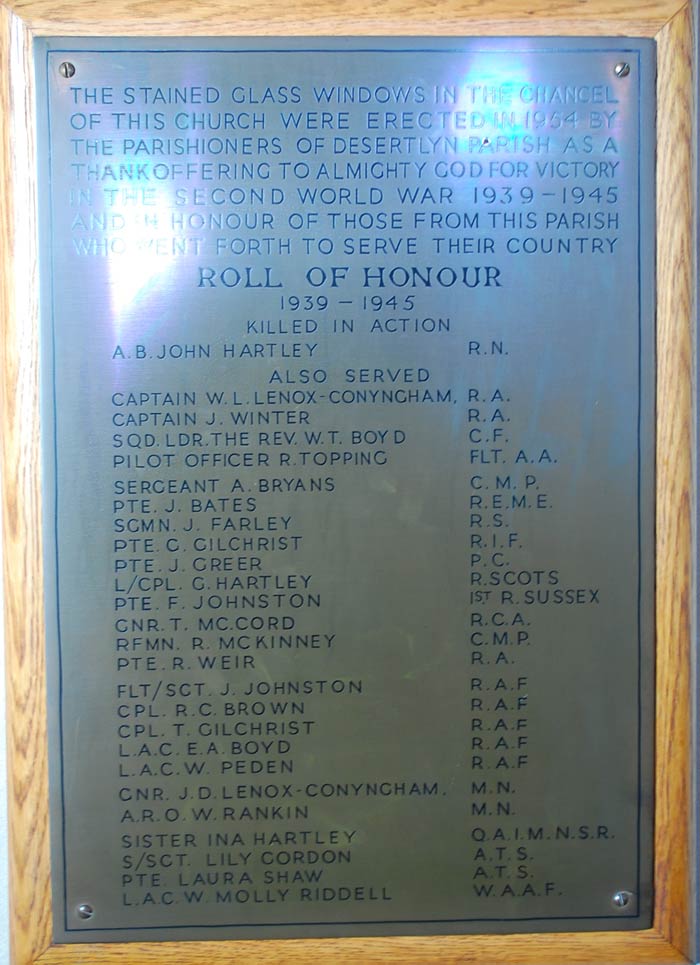 THE STAINED GLASS WINDOWS IN THE CHANCEL
OF THIS CHURCH WERE ERECTED IN 1954 BY
THE PARISHIONERS OF DESERTLYN PARISH AS A
THANKOFFERING TO ALMIGHTY GOD FOR VICTORY
IN THE SECOND WORLD WAR 1939-1945
AND IN HONOUR OF THOSE FROM THIS PARISH
WHO WENT FORTH TO SERVE THEIR COUNTRY
ROLL OF HONOUR
1939-1945
KILLED IN ACTION
A.B. JOHN HARTLEY R.N.
ALSO SERVED
CAPTAIN W.L. LENOX-CONYNGHAM, R.A.
CAPTAIN J. WINTER R.A.
SQD. LDR. THE REV. W.T. BOYD C.F.
PILOT OFFICER R. TOPPING FLT. A.A.
SERGEANT A. BRYANS C.M.P.
PTE. J. BATES R.E.M.E.
SGMN. J. FARLEY R.S.
PTE. G. GILCHRIST R.I.F.
PTE. J. GREER P.C.
L/CPL. G. HARTLEY R.SCOTS
PTE. F. JOHNSTON 1ST R. SUSSEX
GNR. T. MC.CORD R.C.A.
RFMN. R. MCKINNEY C.M.P.
PTE. R. WEIR R.A.
FLT/SGT. J. JOHNSTON R.A.F
CPL. R.C. BROWN R.A.F
CPL. T. GILCHRIST R.A.F
L.A.C. E.A. BOYD R.A.F
L.A.C. W. PEDEN R.A.F
GNR. J.D. LENOX-CONYNGHAM. M.N.
A.R.O. W. RANKIN M.N.
SISTER INA HARTLEY Q.A.I.M.N.S.R.
S/SGT. LILY GORDON A.T.S.
PTE. LAURA SHAW A.T.S.
L.A.C.W. MOLLY RIDDELL W.A.A.F.